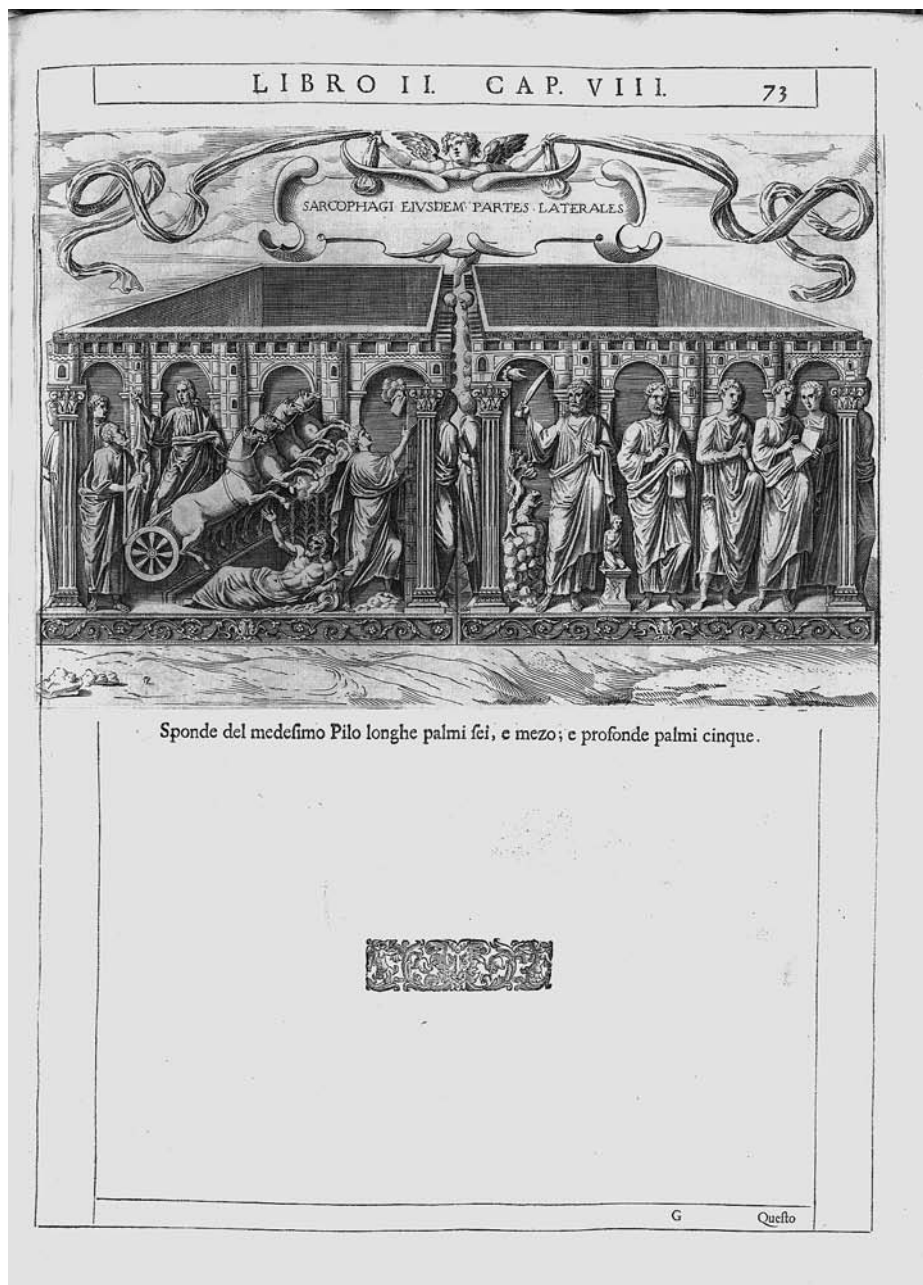 LIBRO II. CAP. VIII. 73
SARCOPHAGI EIVSDEM PARTES LATERALES
Sponde del medeſimo Pilo longhe palmi ſei, e mezo; e profonde palmi cinque.
G Queſto